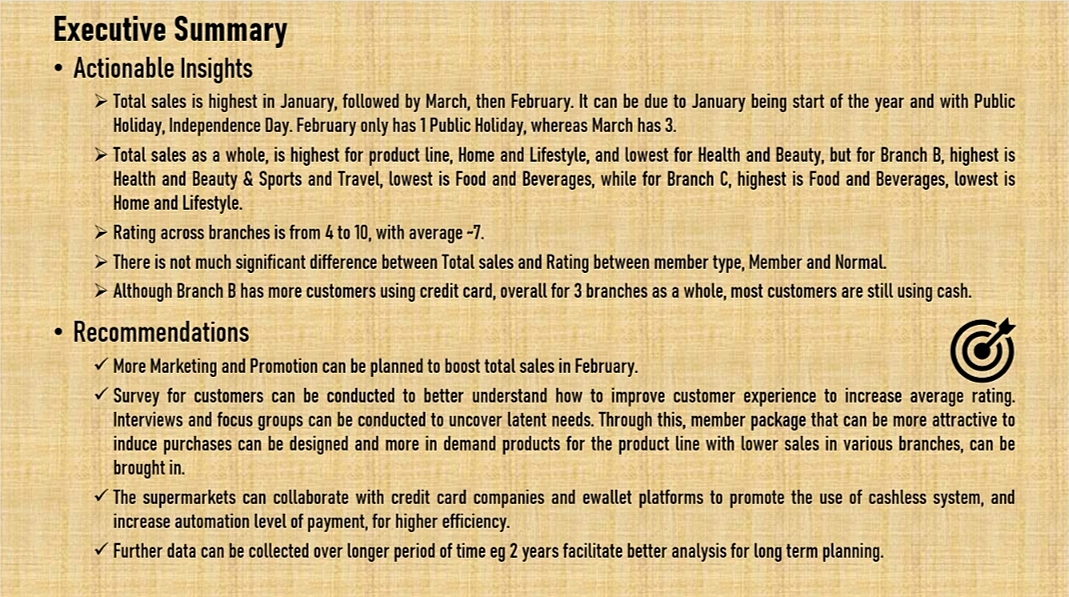 Executive Summary
• Actionable Insights
➢ Total sales is highest in January, followed by March, then February. It can be due to January being start of the year and with Public
Holiday, Independence Day. February only has 1 Public Holiday, whereas March has 3.
➢ Total sales as a whole, is highest for product line, Home and Lifestyle, and lowest for Health and Beauty, but for Branch B, highest is
Health and Beauty & Sports and Travel, lowest is Food and Beverages, while for Branch C, highest is Food and Beverages, lowest is
Home and Lifestyle.
➢ Rating across branches is from 4 to 10, with average ~7.
➢ There is not much significant difference between Total sales and Rating between member type, Member and Normal.
➢ Although Branch B has more customers using credit card, overall for 3 branches as a whole, most customers are still using cash.
• Recommendations
✓ More Marketing and Promotion can be planned to boost total sales in February.
✓ Survey for customers can be conducted to better understand how to improve customer experience to increase average rating.
Interviews and focus groups can be conducted to uncover latent needs. Through this, member package that can be more attractive to
induce purchases can be designed and more in demand products for the product line with lower sales in various branches, can be
brought in.
✓ The supermarkets can collaborate with credit card companies and ewallet platforms to promote the use of cashless system, and
increase automation level of payment, for higher efficiency.
✓ Further data can be collected over longer period of time eg 2 years facilitate better analysis for long term planning.